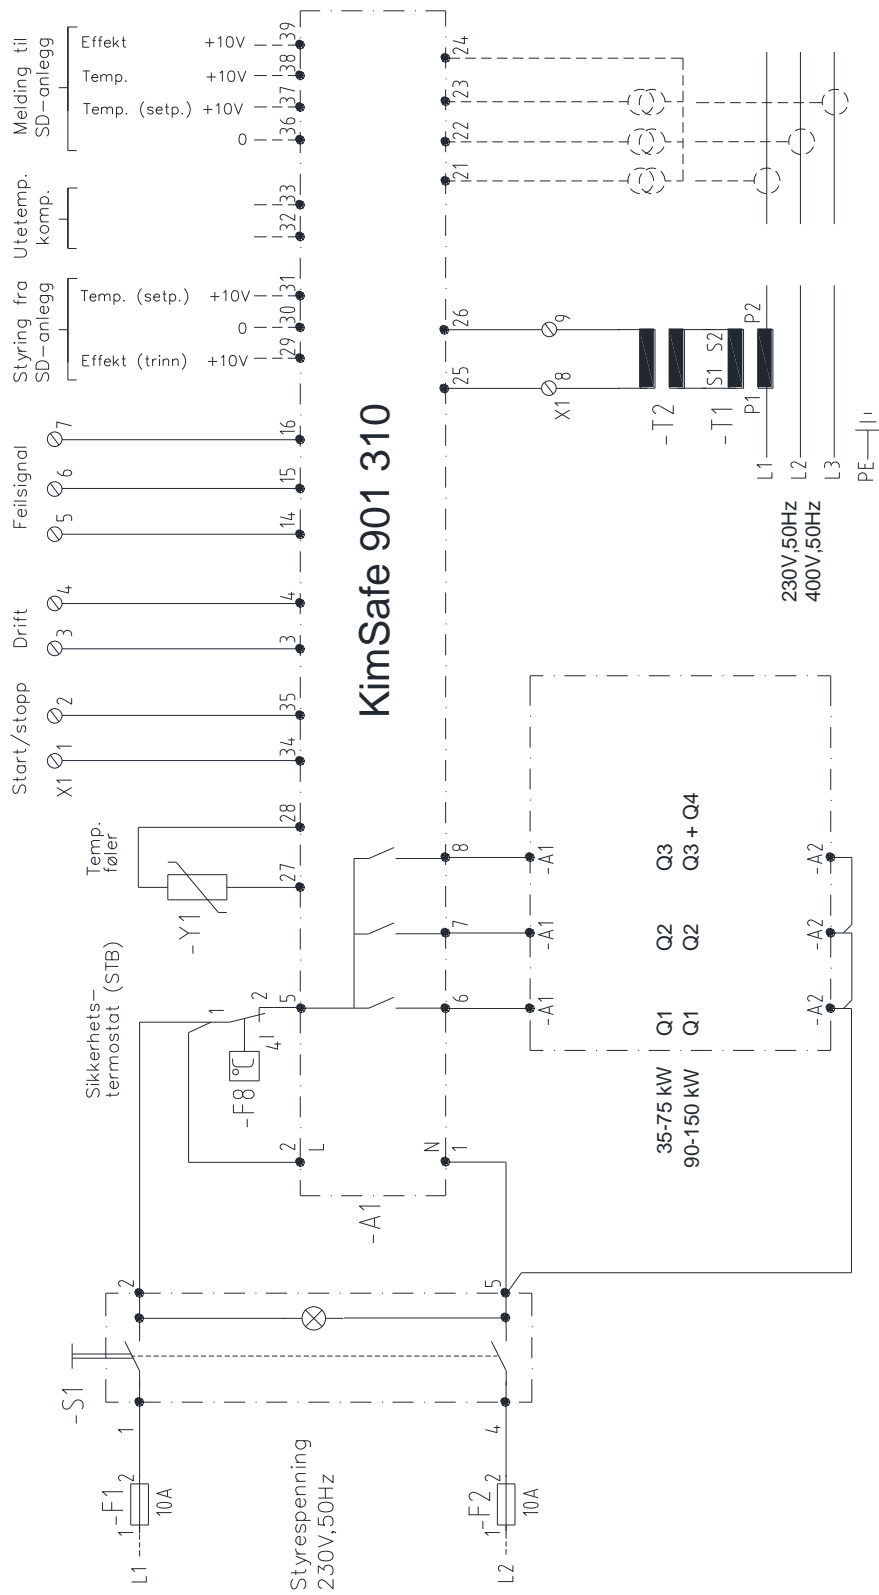 Melding til
SD-anlegg
Effekt +10V 39
Temp. +10V 38
Temp. (setp.) +10V 37
0 36
Utetemp.
komp.
33
32
Styring fra
SD-anlegg
Temp. (setp.) +10V 31
0 30
Effekt (trinn) +10V 29
Feilsignal
7 16
6 15
5 14
Drift
4 4
3 3
Start/stopp
2 35
X1 1 34
Temp.
føler
28
27
-Y1
Sikkerhets-
termostat (STB)
1
2
4
5
°C
-F8
2
L
N
1
-A1
KimSafe 901 310
24
23
22
21
26
9
25
8
X1
-T2
-T1
S1 S2
P1 P2
L1
L2
L3
PE
230V,50Hz
400V,50Hz
8
7
6
-A1
-A1
-A1
35-75 kW Q1 Q2 Q3
90-150 kW Q1 Q2 Q3 + Q4
-A2
-A2
-A2
-S1
2
5
1
4
L1
1
-F1
2
10A
Styrespenning
230V,50Hz
L2
1
-F2
2
10A